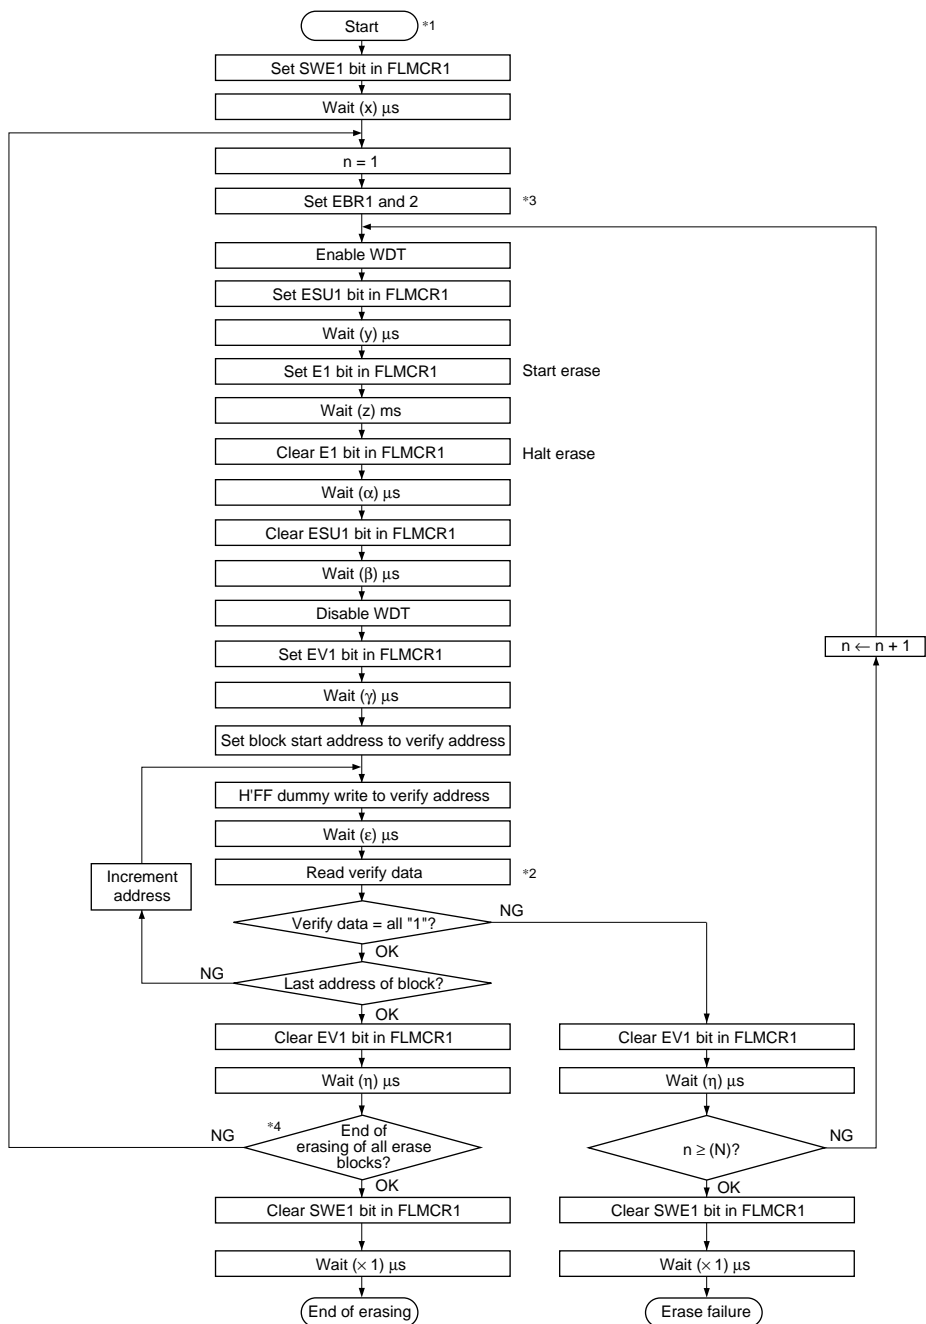 Start *1
Set SWE1 bit in FLMCR1
Wait (x) μs
n = 1
Set EBR1 and 2 *3
Enable WDT
Set ESU1 bit in FLMCR1
Wait (y) μs
Set E1 bit in FLMCR1 Start erase
Wait (z) ms
Clear E1 bit in FLMCR1 Halt erase
Wait (α) μs
Clear ESU1 bit in FLMCR1
Wait (β) μs
Disable WDT
n ← n + 1
Set EV1 bit in FLMCR1
Wait (γ) μs
Set block start address to verify address
H'FF dummy write to verify address
Wait (ε) μs
Read verify data *2
Increment
address
Verify data = all "1"? NG
OK
NG Last address of block?
OK
Clear EV1 bit in FLMCR1 Clear EV1 bit in FLMCR1
Wait (η) μs Wait (η) μs
NG *4 End of
erasing of all erase
blocks?
n ≥ (N)? NG
OK OK
Clear SWE1 bit in FLMCR1 Clear SWE1 bit in FLMCR1
Wait (× 1) μs Wait (× 1) μs
End of erasing Erase failure